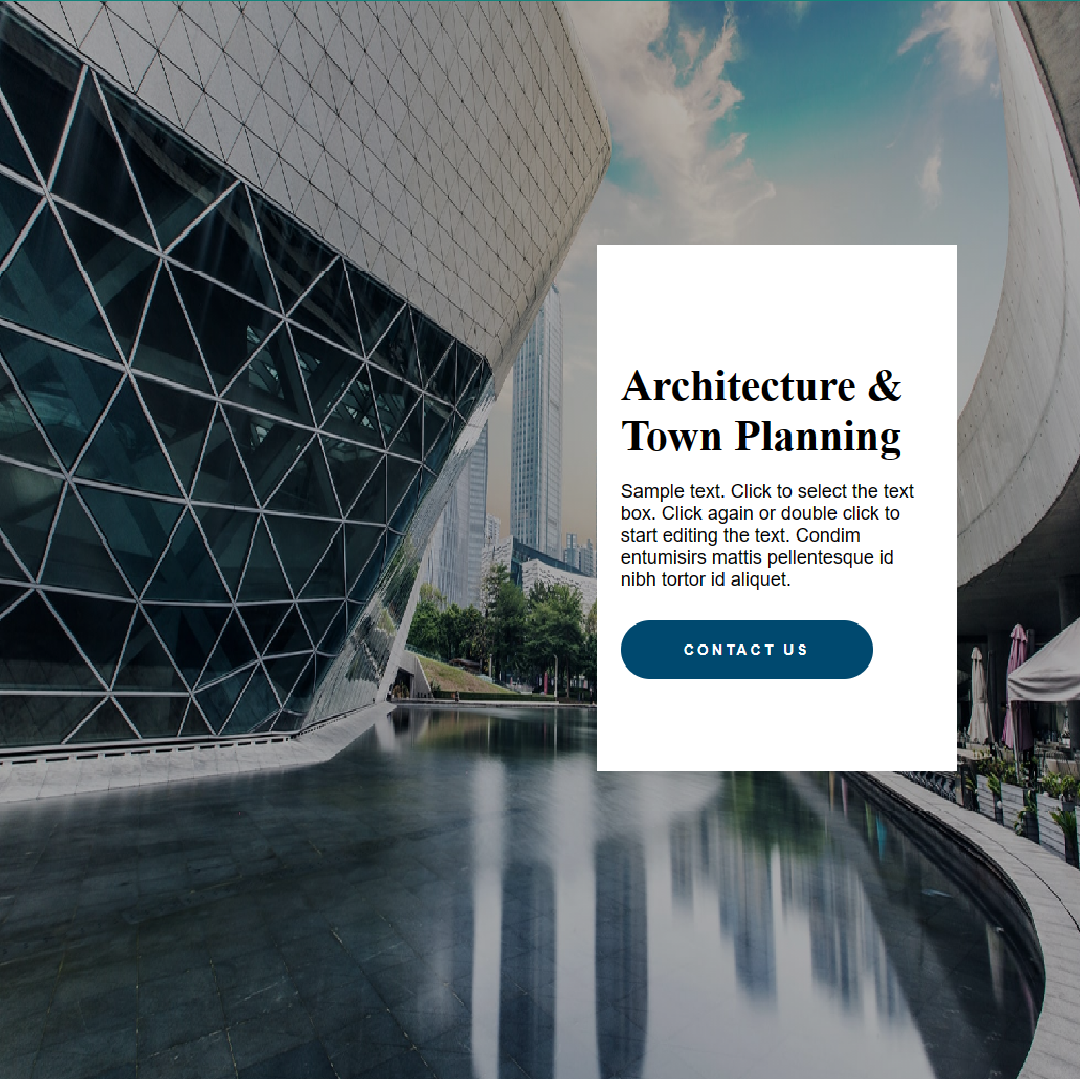 Architecture &
Town Planning
Sample text. Click to select the text
box. Click again or double click to
start editing the text. Condim
entumisirs mattis pellentesque id
nibh tortor id aliquet.
CONTACT US